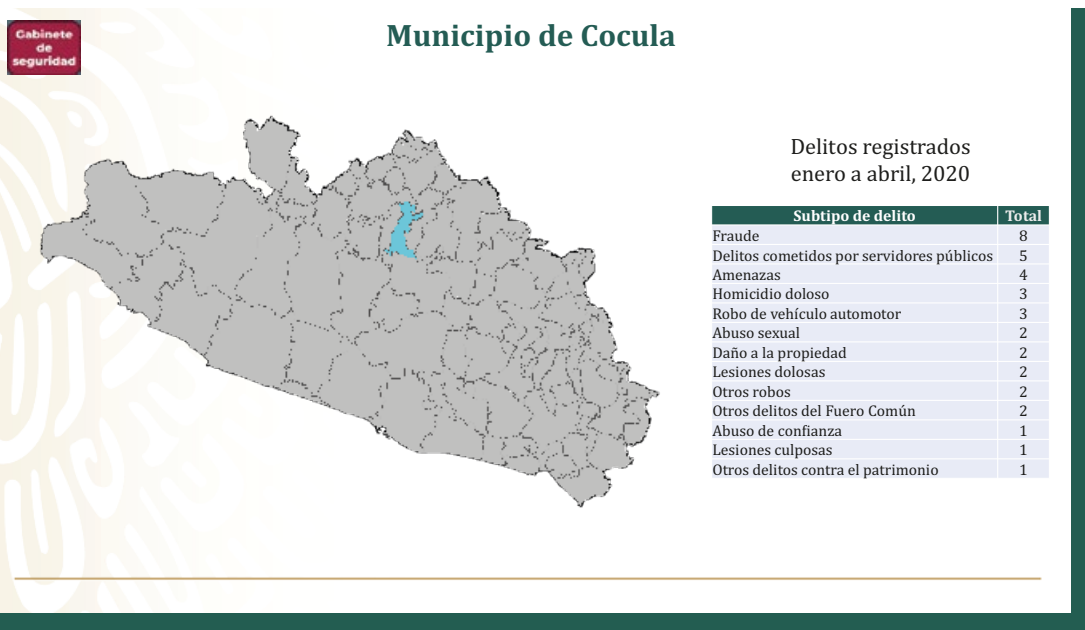 Gabinete
de
seguridad
Municipio de Cocula
Delitos registrados
enero a abril, 2020
Subtipo de delito Total
Fraude 8
Delitos cometidos por servidores públicos 5
Amenazas 4
Homicidio doloso 3
Robo de vehículo automotor 3
Abuso sexual 2
Daño a la propiedad 2
Lesiones dolosas 2
Otros robos 2
Otros delitos del Fuero Común 2
Abuso de confianza 1
Lesiones culposas 1
Otros delitos contra el patrimonio 1